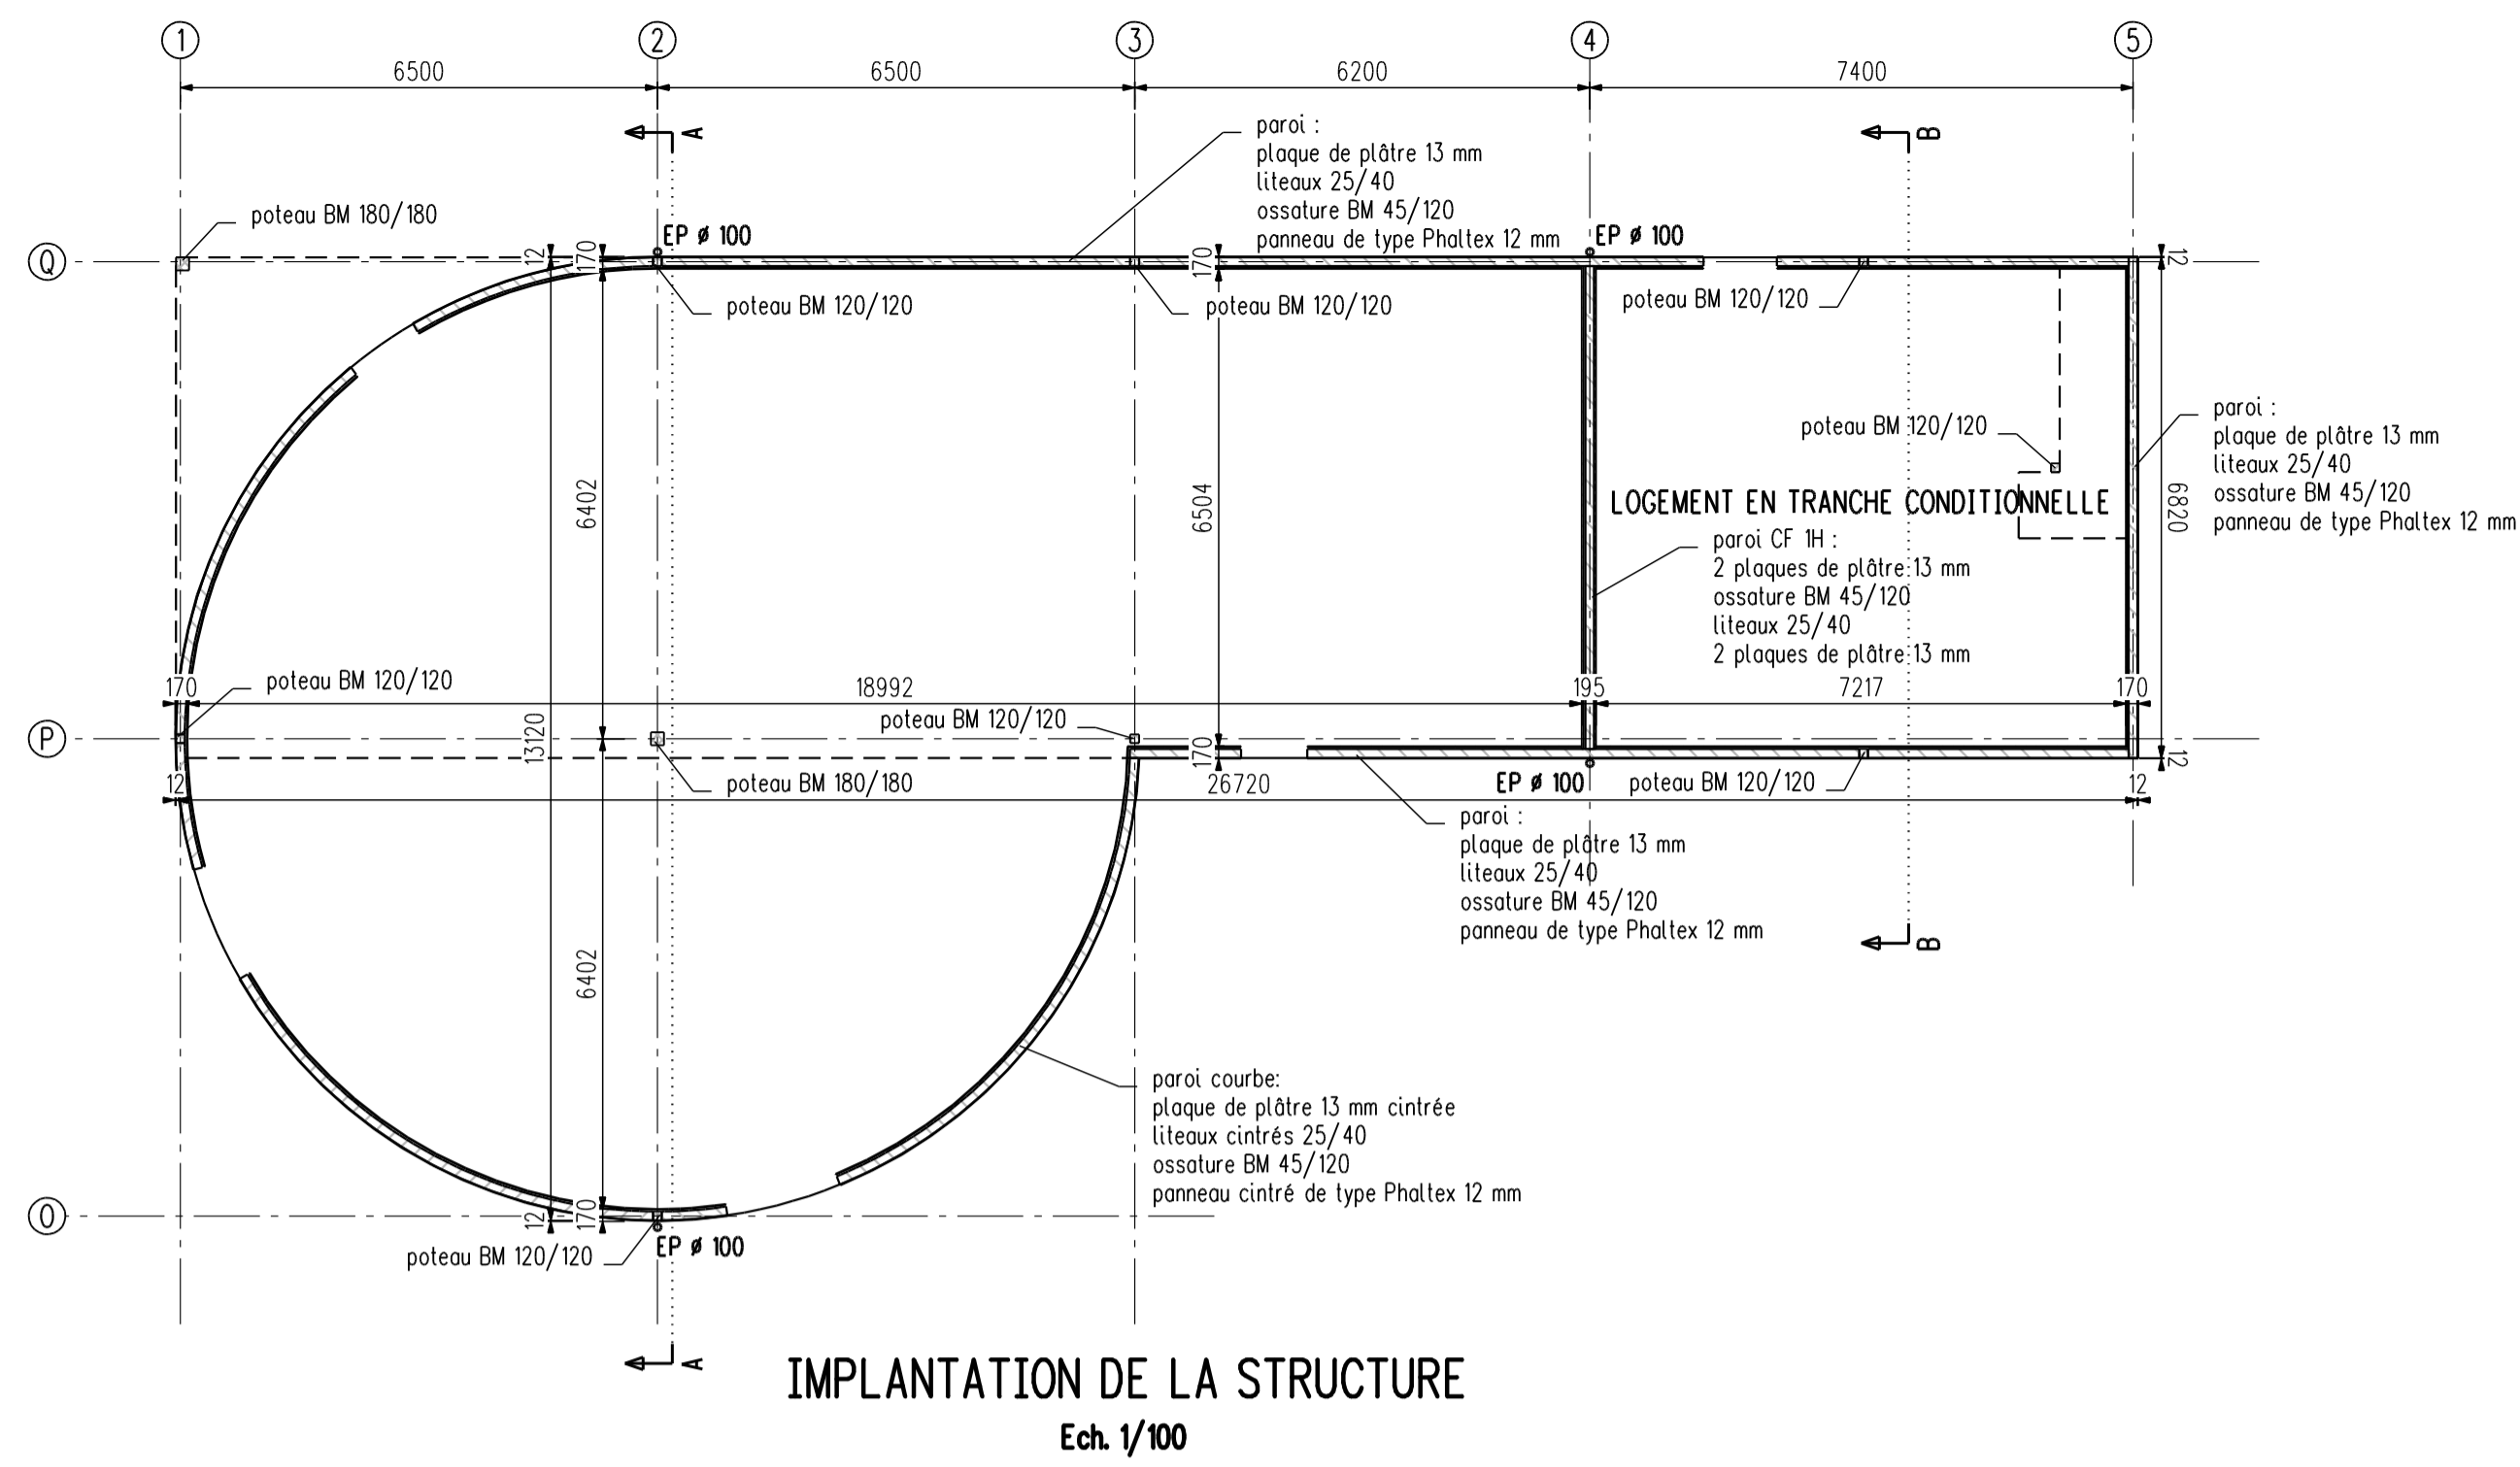 1
2
3
4
5
6500
6500
6200
7400
A
B
paroi :
plaque de plâtre 13 mm
liteaux 25/40
ossature BM 45/120
panneau de type Phaltex 12 mm
poteau BM 180/180
EP ø 100
EP ø 100
Q
12
170
170
12
poteau BM 120/120
poteau BM 120/120
poteau BM 120/120
paroi :
plaque de plâtre 13 mm
liteaux 25/40
ossature BM 45/120
panneau de type Phaltex 12 mm
poteau BM 120/120
6402
6504
6820
LOGEMENT EN TRANCHE CONDITIONNELLE
paroi CF 1H :
2 plaques de plâtre 13 mm
ossature BM 45/120
liteaux 25/40
2 plaques de plâtre 13 mm
170
poteau BM 120/120
18992
195
7217
170
poteau BM 120/120
P
13120
170
12
12
poteau BM 180/180
26720
EP ø 100
poteau BM 120/120
12
paroi :
plaque de plâtre 13 mm
liteaux 25/40
ossature BM 45/120
panneau de type Phaltex 12 mm
B
6402
paroi courbe:
plaque de plâtre 13 mm cintrée
liteaux cintrés 25/40
ossature BM 45/120
panneau cintré de type Phaltex 12 mm
O
12
170
poteau BM 120/120
EP ø 100
A
IMPLANTATION DE LA STRUCTURE
Ech. 1/100